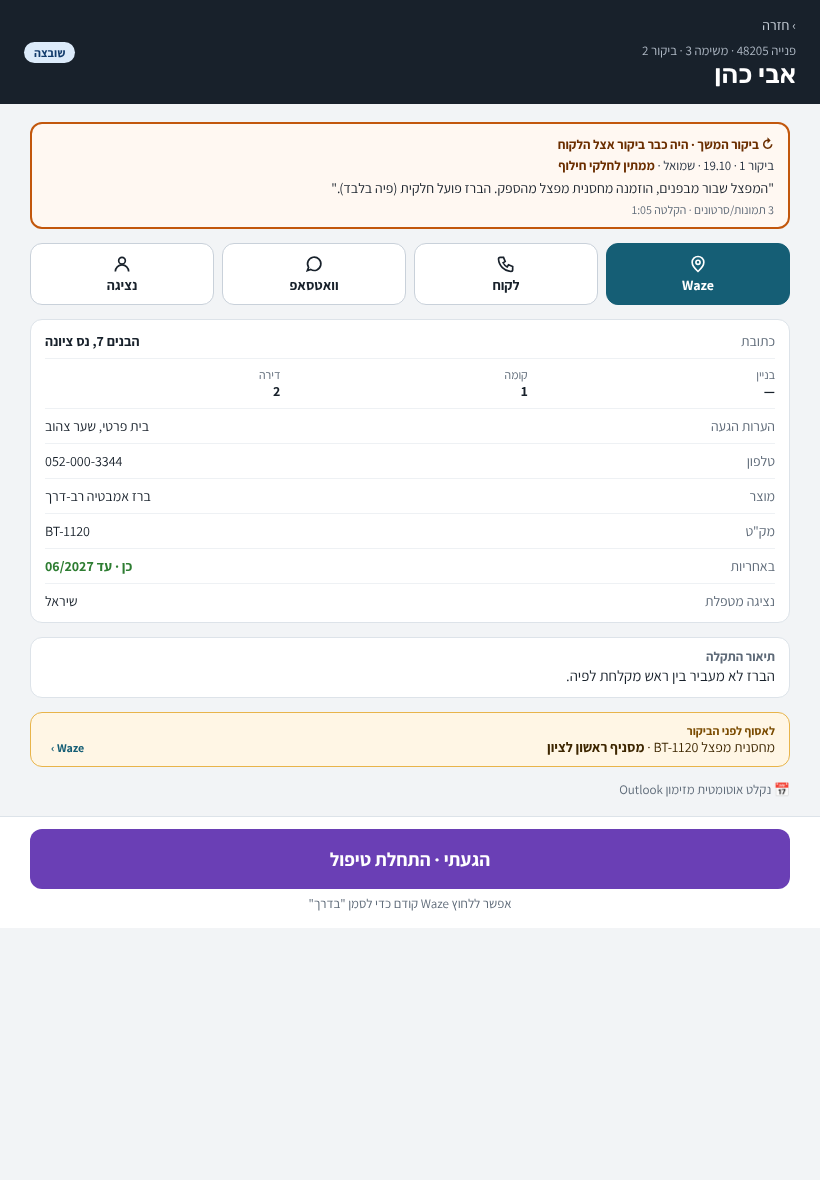 › חזרה
פנייה 48205 · משימה 3 · ביקור 2
שובצה
אבי כהן
↻ ביקור המשך · היה כבר ביקור אצל הלקוח
ביקור 1 · 19.10 · שמואל · ממתין לחלקי חילוף
"המפצל שבור מבפנים, הוזמנה מחסנית מפצל מהספק. הברז פועל חלקית (פיה בלבד)."
3 תמונות/סרטונים · הקלטה 1:05
Waze
לקוח
וואטסאפ
נציגה
כתובת הבנים 7, נס ציונה
בניין קומה דירה
— 1 2
הערות הגעה בית פרטי, שער צהוב
טלפון 052-000-3344
מוצר ברז אמבטיה רב-דרך
מק"ט BT-1120
באחריות כן · עד 06/2027
נציגה מטפלת שיראל
תיאור התקלה
הברז לא מעביר בין ראש מקלחת לפיה.
לאסוף לפני הביקור
מחסנית מפצל BT-1120 · מסניף ראשון לציון
Waze ›
📅 נקלט אוטומטית מזימון Outlook
הגעתי · התחלת טיפול
אפשר ללחוץ Waze קודם כדי לסמן "בדרך"